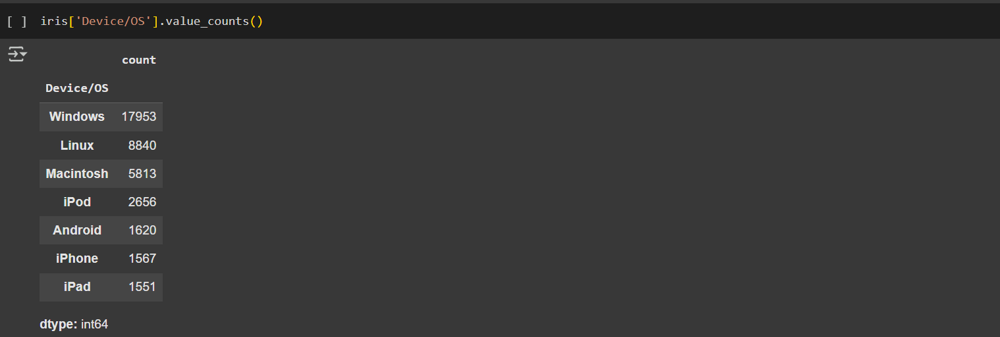 [ ] iris['Device/OS'].value_counts()
count
Device/OS
Windows 17953
Linux 8840
Macintosh 5813
iPod 2656
Android 1620
iPhone 1567
iPad 1551
dtype: int64